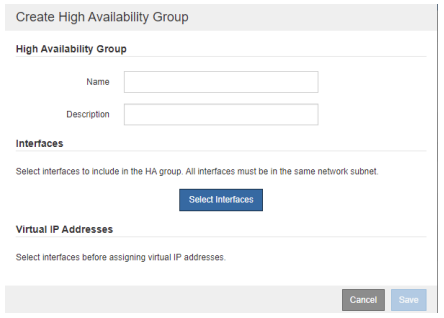 Create High Availability Group
High Availability Group
Name
Description
Interfaces
Select interfaces to include in the HA group. All interfaces must be in the same network subnet.
Select Interfaces
Virtual IP Addresses
Select interfaces before assigning virtual IP addresses.
Cancel Save